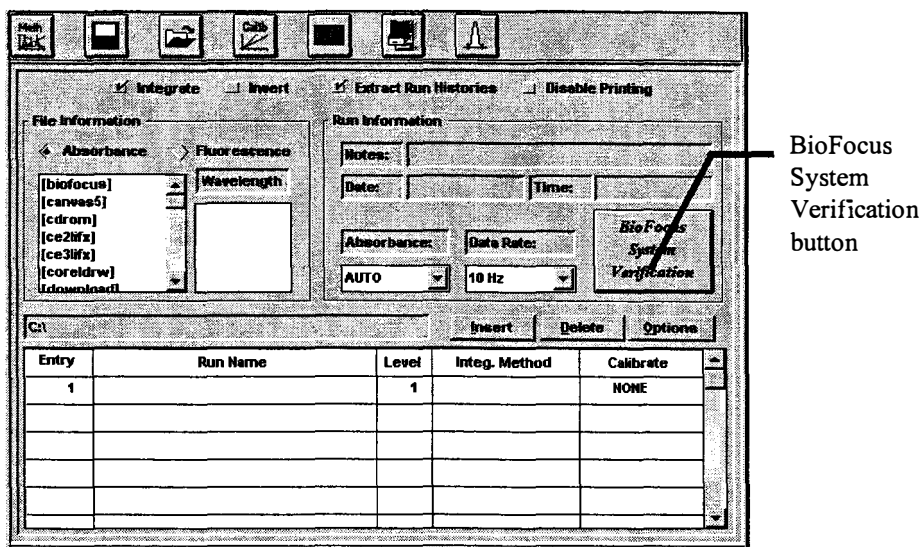 Math
Calib
Integrate Invert Extract Run Histories Disable Printing
File Information
Absorbance Fluorescence
[biofocus]
[canvas5]
[cdrom]
[ce2lifx]
[ce3lifx]
[coreldrw]
[download]
Wavelength
Run Information
Notes:
Date: Time:
Absorbance: Data Rate:
AUTO 10 Hz
BioFocus
System
Verification
BioFocus
System
Verification
button
C:\ Insert Delete Options
Entry Run Name Level Integ. Method Calibrate
1 1 NONE